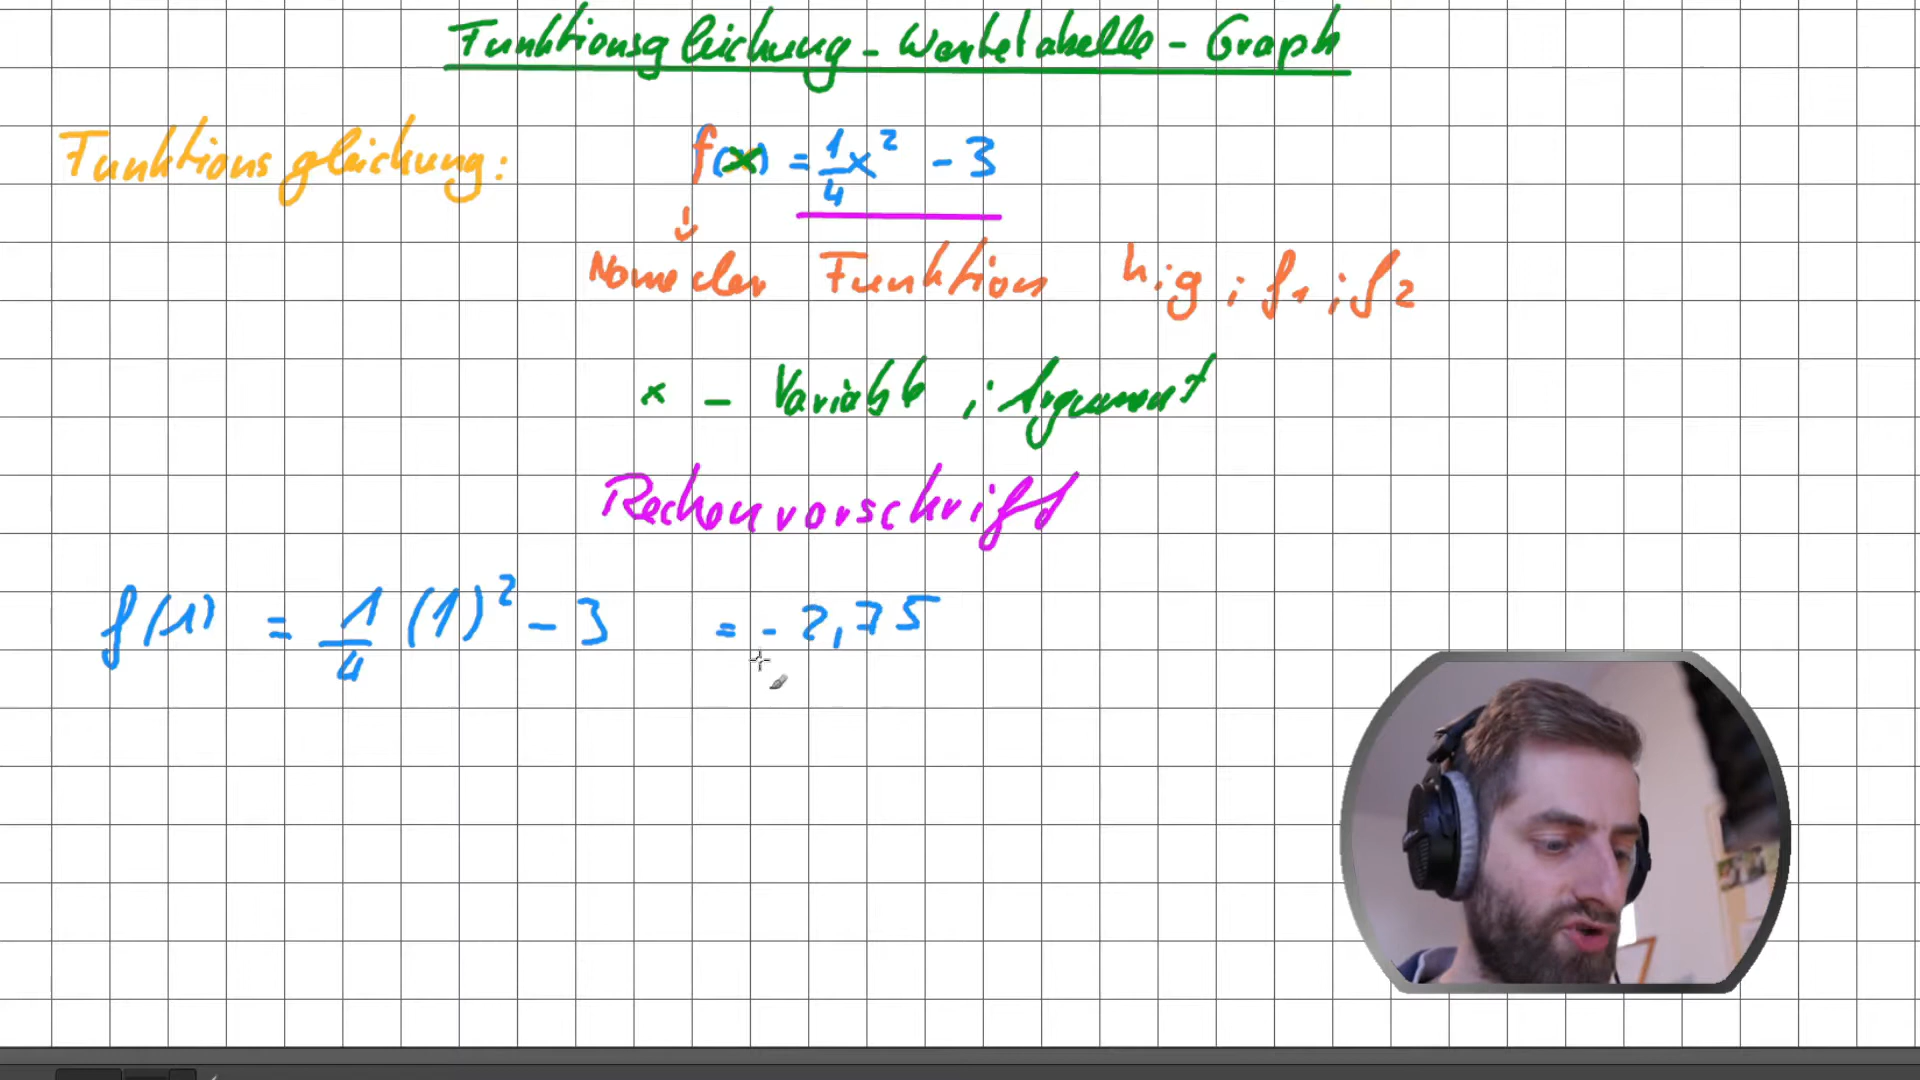 Funktionsgleichung - Wertetabelle - Graph
Funktionsgleichung: f(x) = 1/4 x² - 3
Name der Funktion h ; g ; f1 ; f2
x - Variable ; Argument
Rechenvorschrift
f(1) = 1/4 (1)² - 3 = - 2,75